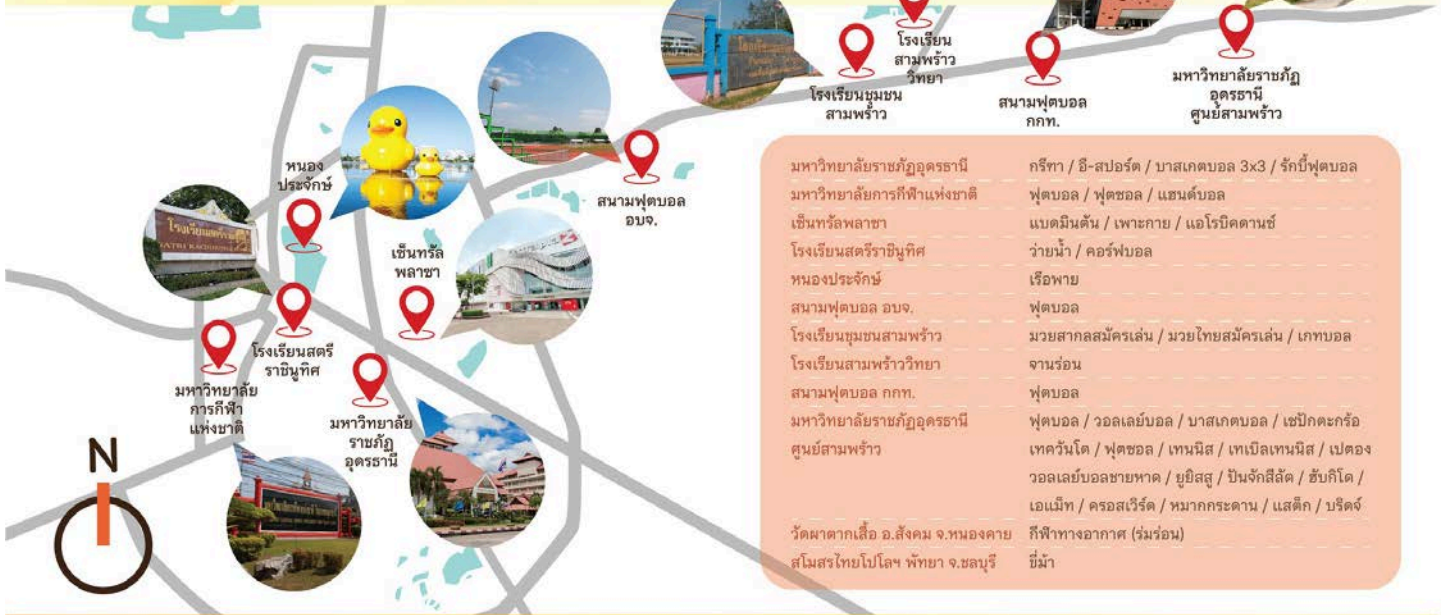 โรงเรียน
สามพร้าว
วิทยา
โรงเรียนชุมชน
สามพร้าว
สนามฟุตบอล
กกท.
มหาวิทยาลัยราชภัฏ
อุดรธานี
ศูนย์สามพร้าว
หนอง
ประจักษ์
สนามฟุตบอล
อบจ.
เซ็นทรัล
พลาซา
โรงเรียนสตรี
ราชินูทิศ
มหาวิทยาลัย
การกีฬา
แห่งชาติ
มหาวิทยาลัย
ราชภัฏ
อุดรธานี
N
มหาวิทยาลัยราชภัฏอุดรธานี กรีฑา / อี-สปอร์ต / บาสเกตบอล 3x3 / รักบี้ฟุตบอล
มหาวิทยาลัยการกีฬาแห่งชาติ ฟุตบอล / ฟุตซอล / แฮนด์บอล
เซ็นทรัลพลาซา แบดมินตัน / เพาะกาย / แอโรบิคดานซ์
โรงเรียนสตรีราชินูทิศ ว่ายน้ำ / คอร์ฟบอล
หนองประจักษ์ เรือพาย
สนามฟุตบอล อบจ. ฟุตบอล
โรงเรียนชุมชนสามพร้าว มวยสากลสมัครเล่น / มวยไทยสมัครเล่น / เกทบอล
โรงเรียนสามพร้าววิทยา จานร่อน
สนามฟุตบอล กกท. ฟุตบอล
มหาวิทยาลัยราชภัฏอุดรธานี ฟุตบอล / วอลเลย์บอล / บาสเกตบอล / เซปักตะกร้อ
ศูนย์สามพร้าว เทควันโด / ฟุตซอล / เทนนิส / เทเบิลเทนนิส / เปตอง
วอลเลย์บอลชายหาด / ยูยิสสู / ปันจักสีลัต / ฮับกิโด /
เอแม็ท / ครอสเวิร์ด / หมากกระดาน / แสต็ก / บริดจ์
วัดผาตากเสื้อ อ.สังคม จ.หนองคาย กีฬาทางอากาศ (ร่มร่อน)
สโมสรไทยโปโลฯ พัทยา จ.ชลบุรี ขี่ม้า